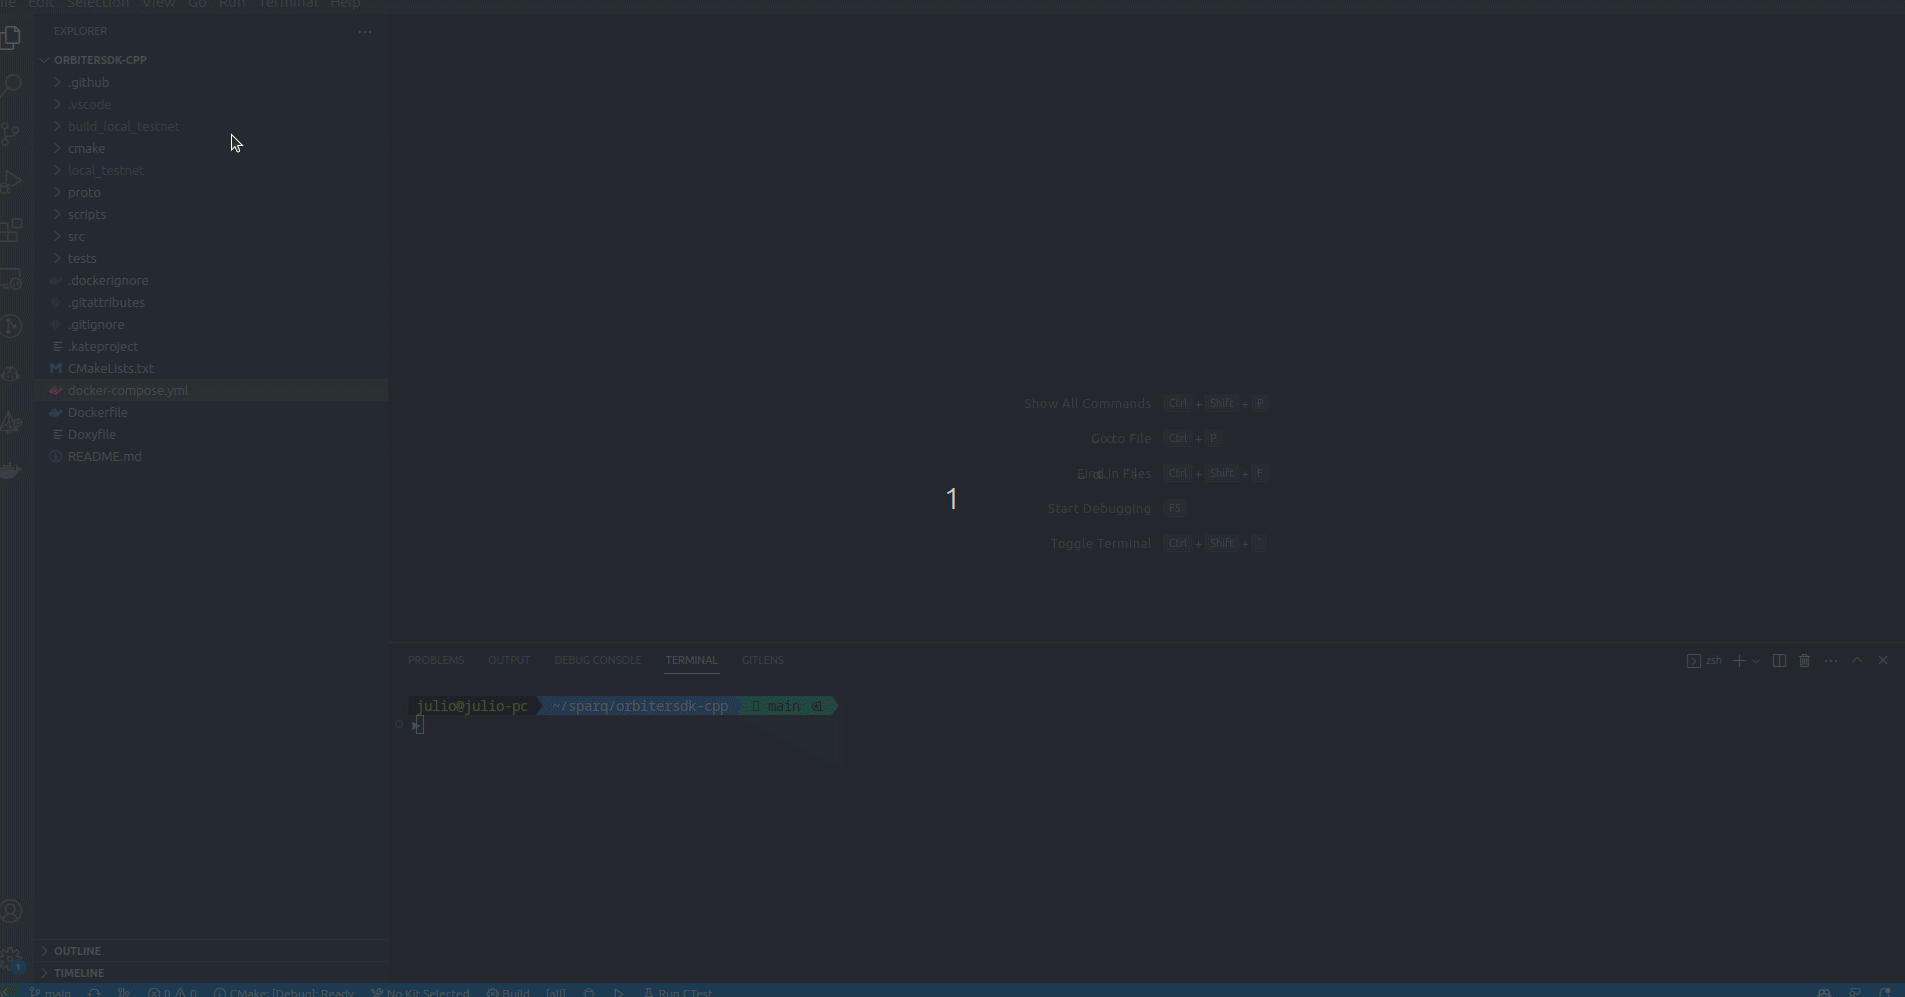 File Edit Selection View Go Run Terminal Help
EXPLORER
ORBITERSDK-CPP
.github
.vscode
build_local_testnet
cmake
local_testnet
proto
scripts
src
tests
.dockerignore
.gitattributes
.gitignore
.kateproject
CMakeLists.txt
docker-compose.yml
Dockerfile
Doxyfile
README.md
OUTLINE
TIMELINE
Show All Commands Ctrl + Shift + P
Go to File Ctrl + P
Find in Files Ctrl + Shift + F
Start Debugging F5
Toggle Terminal Ctrl + Shift + `
1
PROBLEMS OUTPUT DEBUG CONSOLE TERMINAL GITLENS
zsh
julio@julio-pc ~/sparq/orbitersdk-cpp main
1
main 0 0 CMake: [Debug]: Ready No Kit Selected Build [all] Run CTest